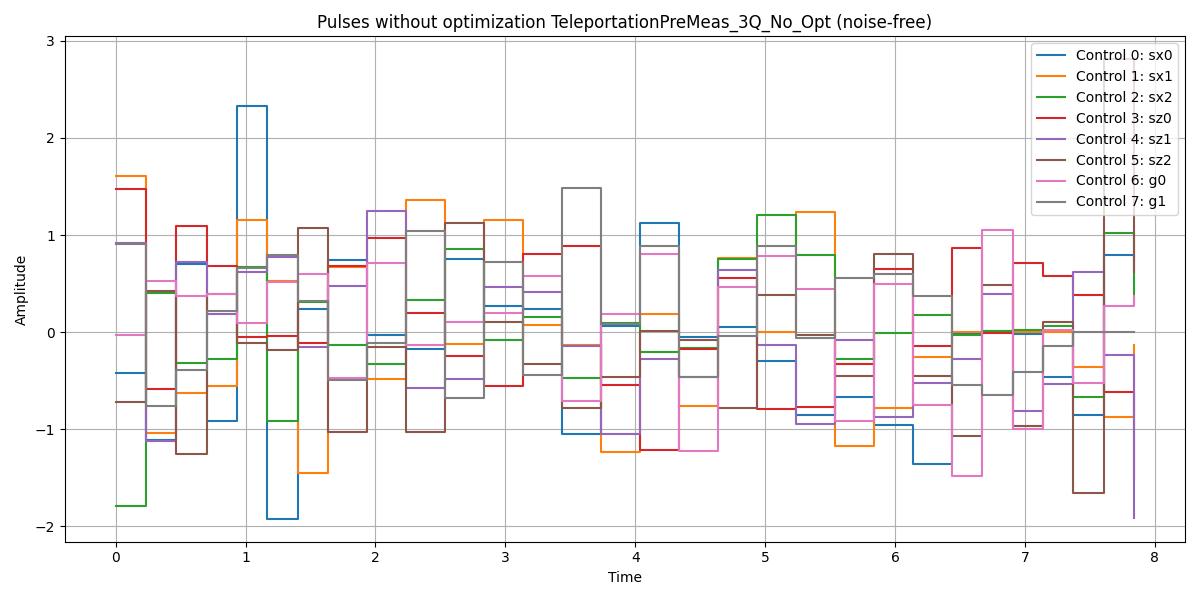 Pulses without optimization TeleportationPreMeas_3Q_No_Opt (noise-free)
Amplitude
3
2
1
0
−1
−2
Control 0: sx0
Control 1: sx1
Control 2: sx2
Control 3: sz0
Control 4: sz1
Control 5: sz2
Control 6: g0
Control 7: g1
0 1 2 3 4 5 6 7 8
Time